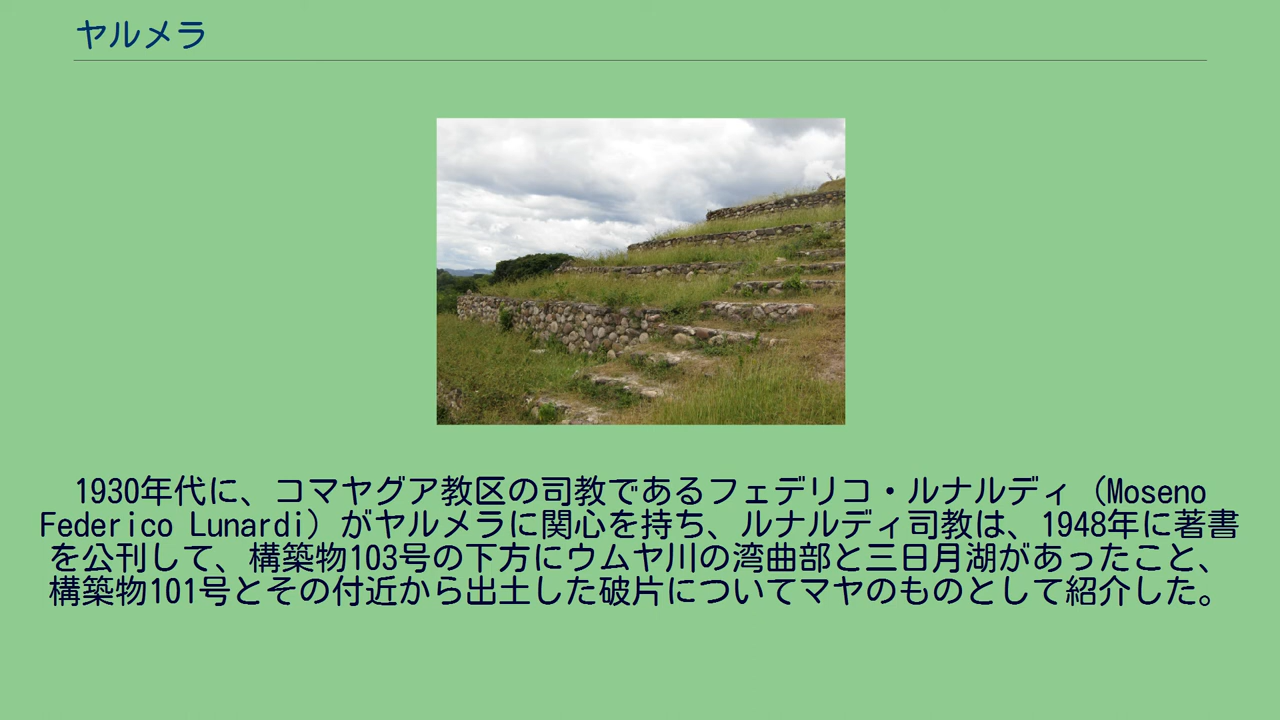 ヤルメラ
1930年代に、コマヤグア教区の司教であるフェデリコ・ルナルディ（Moseno
Federico Lunardi）がヤルメラに関心を持ち、ルナルディ司教は、1948年に著書
を公刊して、構築物103号の下方にウムヤ川の湾曲部と三日月湖があったこと、
構築物101号とその付近から出土した破片についてマヤのものとして紹介した。